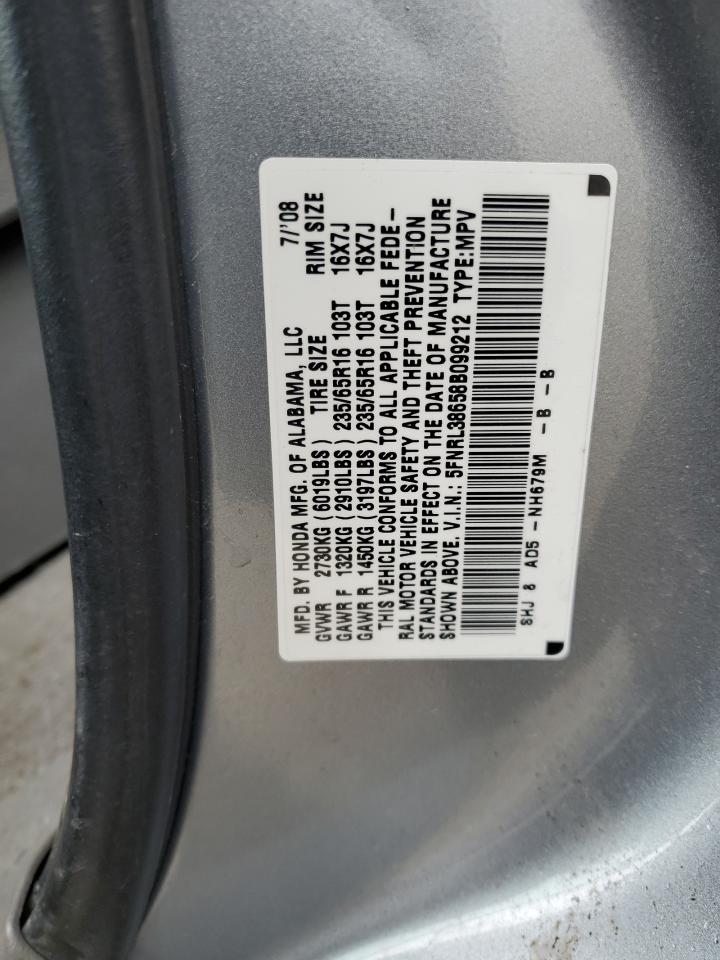 MFD. BY HONDA MFG. OF ALABAMA, LLC 7/'08
GVWR 2730KG (6019LBS) TIRE SIZE RIM SIZE
GAWR F 1320KG (2910LBS) 235/65R16 103T 16X7J
GAWR R 1450KG (3197LBS) 235/65R16 103T 16X7J
THIS VEHICLE CONFORMS TO ALL APPLICABLE FEDE-
RAL MOTOR VEHICLE SAFETY AND THEFT PREVENTION
STANDARDS IN EFFECT ON THE DATE OF MANUFACTURE
SHOWN ABOVE. V.I.N.: 5FNRL38658B099212 TYPE:MPV
SHJ 8 AD5 -NH679M -B -B